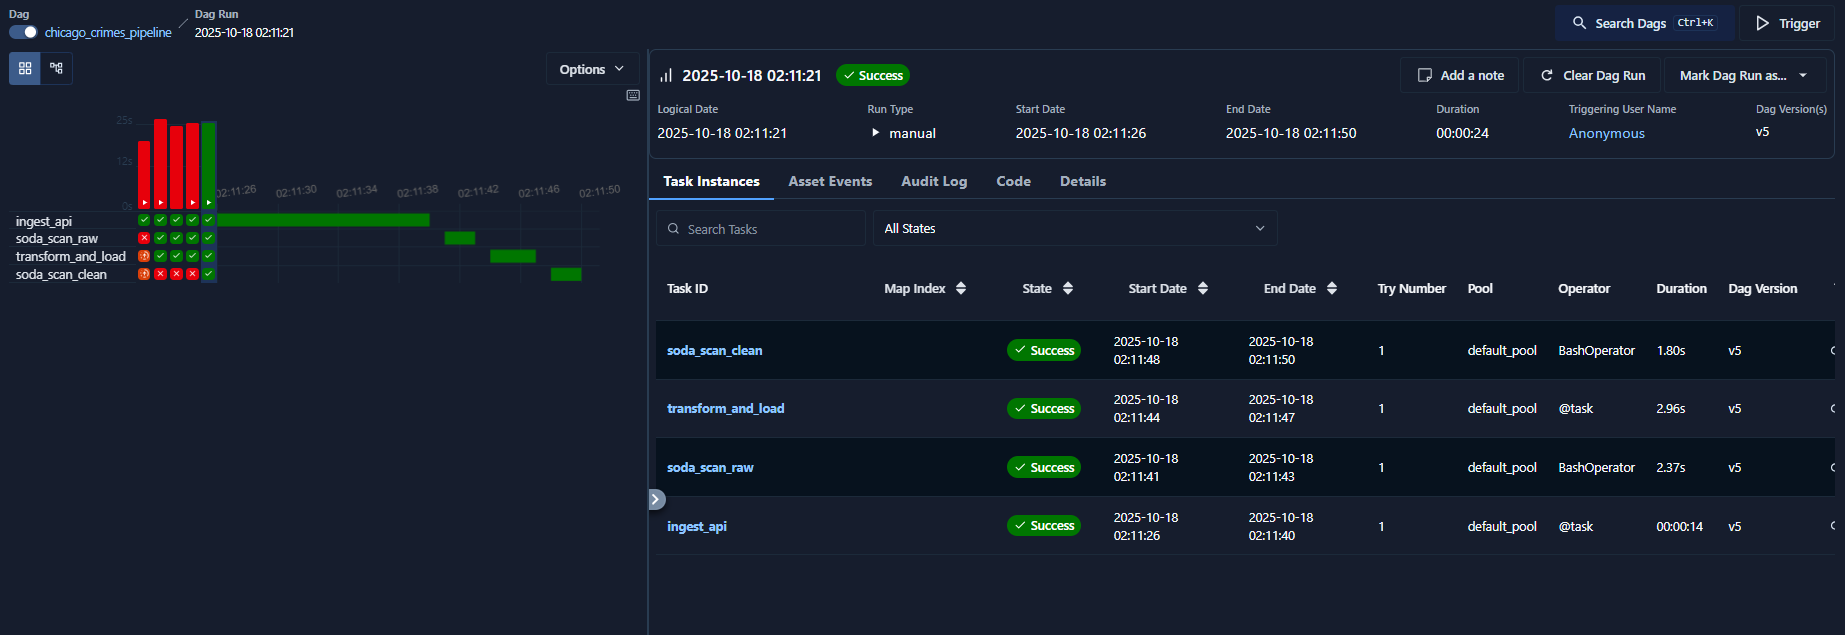 Dag
chicago_crimes_pipeline
Dag Run
2025-10-18 02:11:21
Search Dags Ctrl+K
Trigger
Options
25s
12s
0s
02:11:26 02:11:30 02:11:34 02:11:38 02:11:42 02:11:46 02:11:50
ingest_api
soda_scan_raw
transform_and_load
soda_scan_clean
2025-10-18 02:11:21 Success
Add a note
Clear Dag Run
Mark Dag Run as...
Logical Date Run Type Start Date End Date Duration Triggering User Name Dag Version(s)
2025-10-18 02:11:21 manual 2025-10-18 02:11:26 2025-10-18 02:11:50 00:00:24 Anonymous v5
Task Instances Asset Events Audit Log Code Details
Search Tasks
All States
Task ID Map Index State Start Date End Date Try Number Pool Operator Duration Dag Version
soda_scan_clean Success 2025-10-18 02:11:48 2025-10-18 02:11:50 1 default_pool BashOperator 1.80s v5
transform_and_load Success 2025-10-18 02:11:44 2025-10-18 02:11:47 1 default_pool @task 2.96s v5
soda_scan_raw Success 2025-10-18 02:11:41 2025-10-18 02:11:43 1 default_pool BashOperator 2.37s v5
ingest_api Success 2025-10-18 02:11:26 2025-10-18 02:11:40 1 default_pool @task 00:00:14 v5